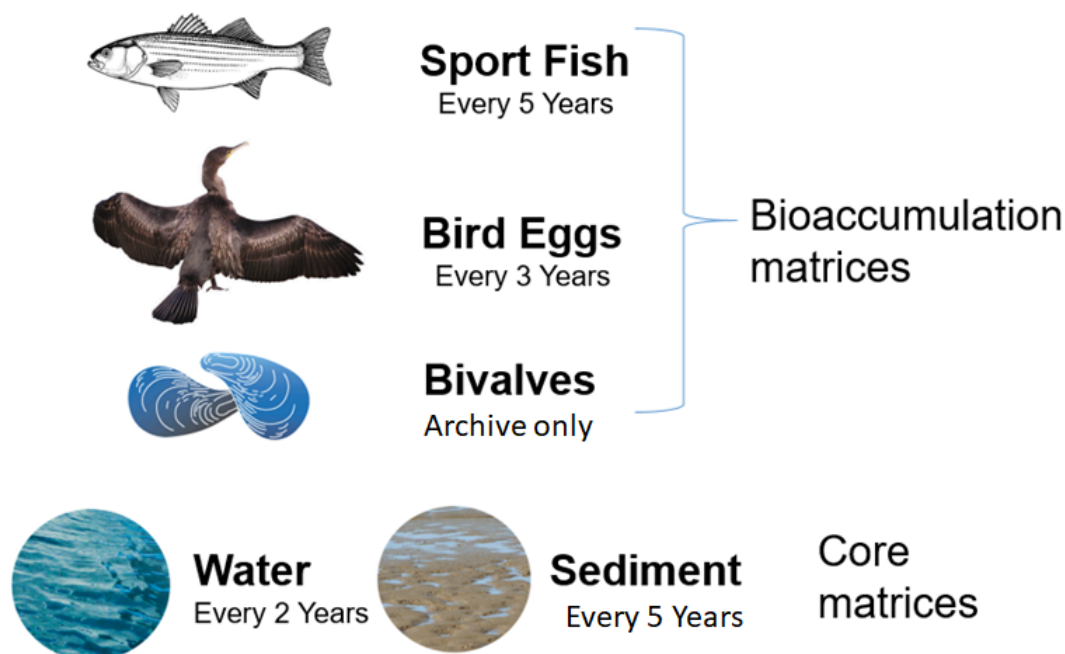 Sport Fish
Every 5 Years
Bird Eggs
Every 3 Years
Bioaccumulation
matrices
Bivalves
Archive only
Water
Every 2 Years
Sediment
Every 5 Years
Core
matrices